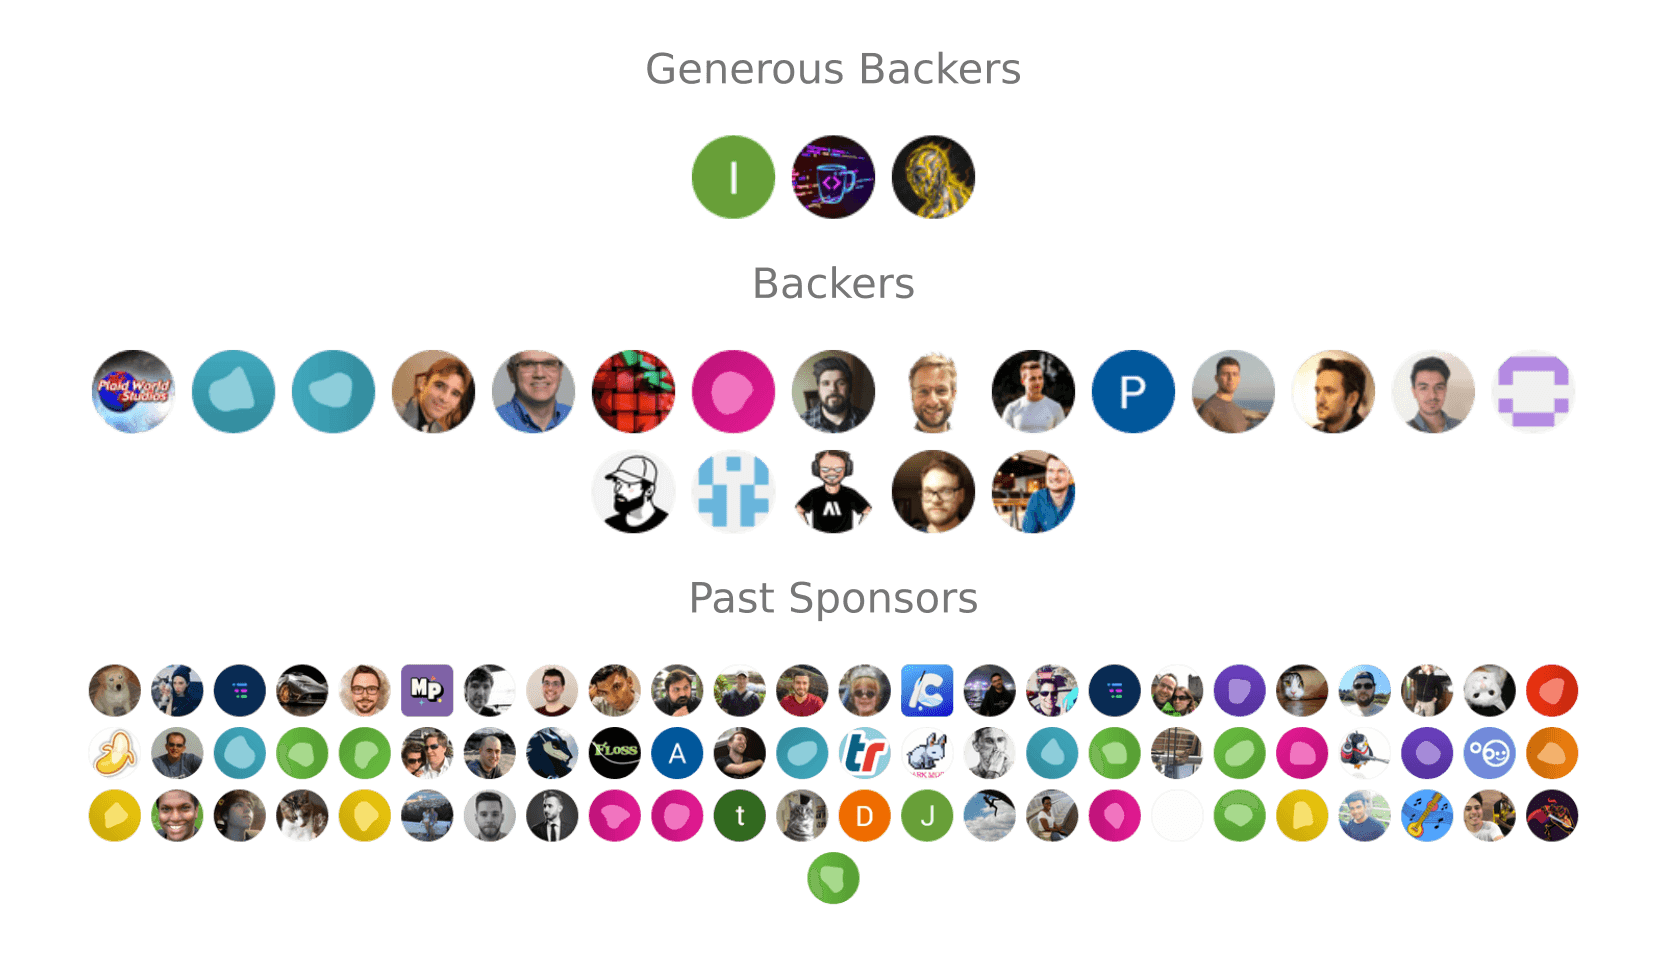 Generous Backers
I
<>
Backers
Plaid World
Studios
P
Past Sponsors
MP
FLOSS
A
tr
t
D
J